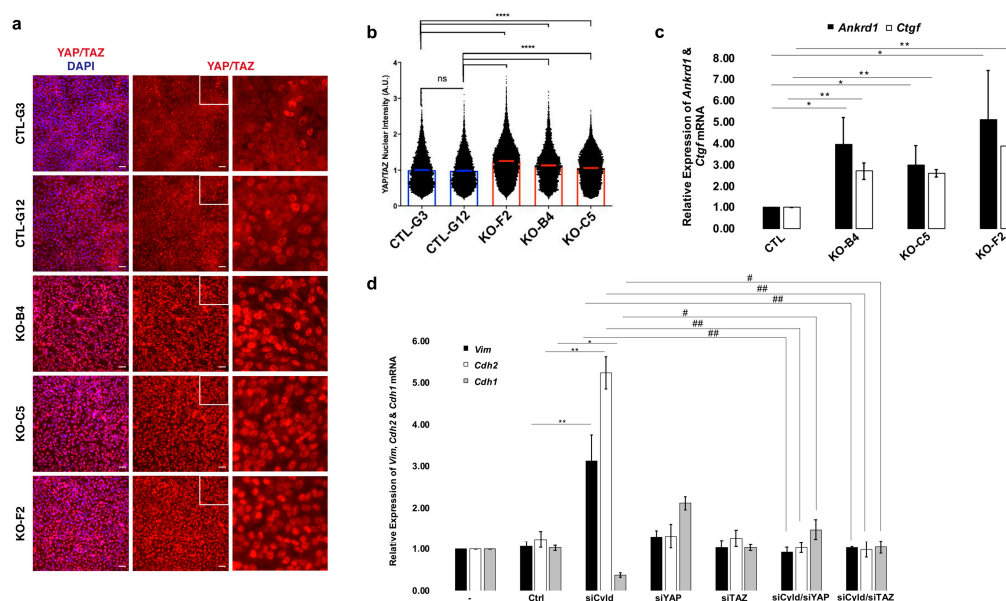 a
YAP/TAZ
DAPI
YAP/TAZ
CTL-G3
CTL-G12
KO-B4
KO-C5
KO-F2
b
****
****
ns
YAP/TAZ Nuclear Intensity (A.U.)
4
3
2
1
0
CTL-G3
CTL-G12
KO-F2
KO-B4
KO-C5
c
Ankrd1
Ctgf
**
*
**
*
**
*
Relative Expression of Ankrd1 &
Ctgf mRNA
8.00
7.00
6.00
5.00
4.00
3.00
2.00
1.00
0.00
CTL
KO-B4
KO-C5
KO-F2
d
#
##
##
#
##
##
*
**
**
Vim
Cdh2
Cdh1
Relative Expression of Vim, Cdh2 & Cdh1 mRNA
6.00
5.00
4.00
3.00
2.00
1.00
0.00
-
Ctrl
siCyld
siYAP
siTAZ
siCyld/siYAP
siCyld/siTAZ